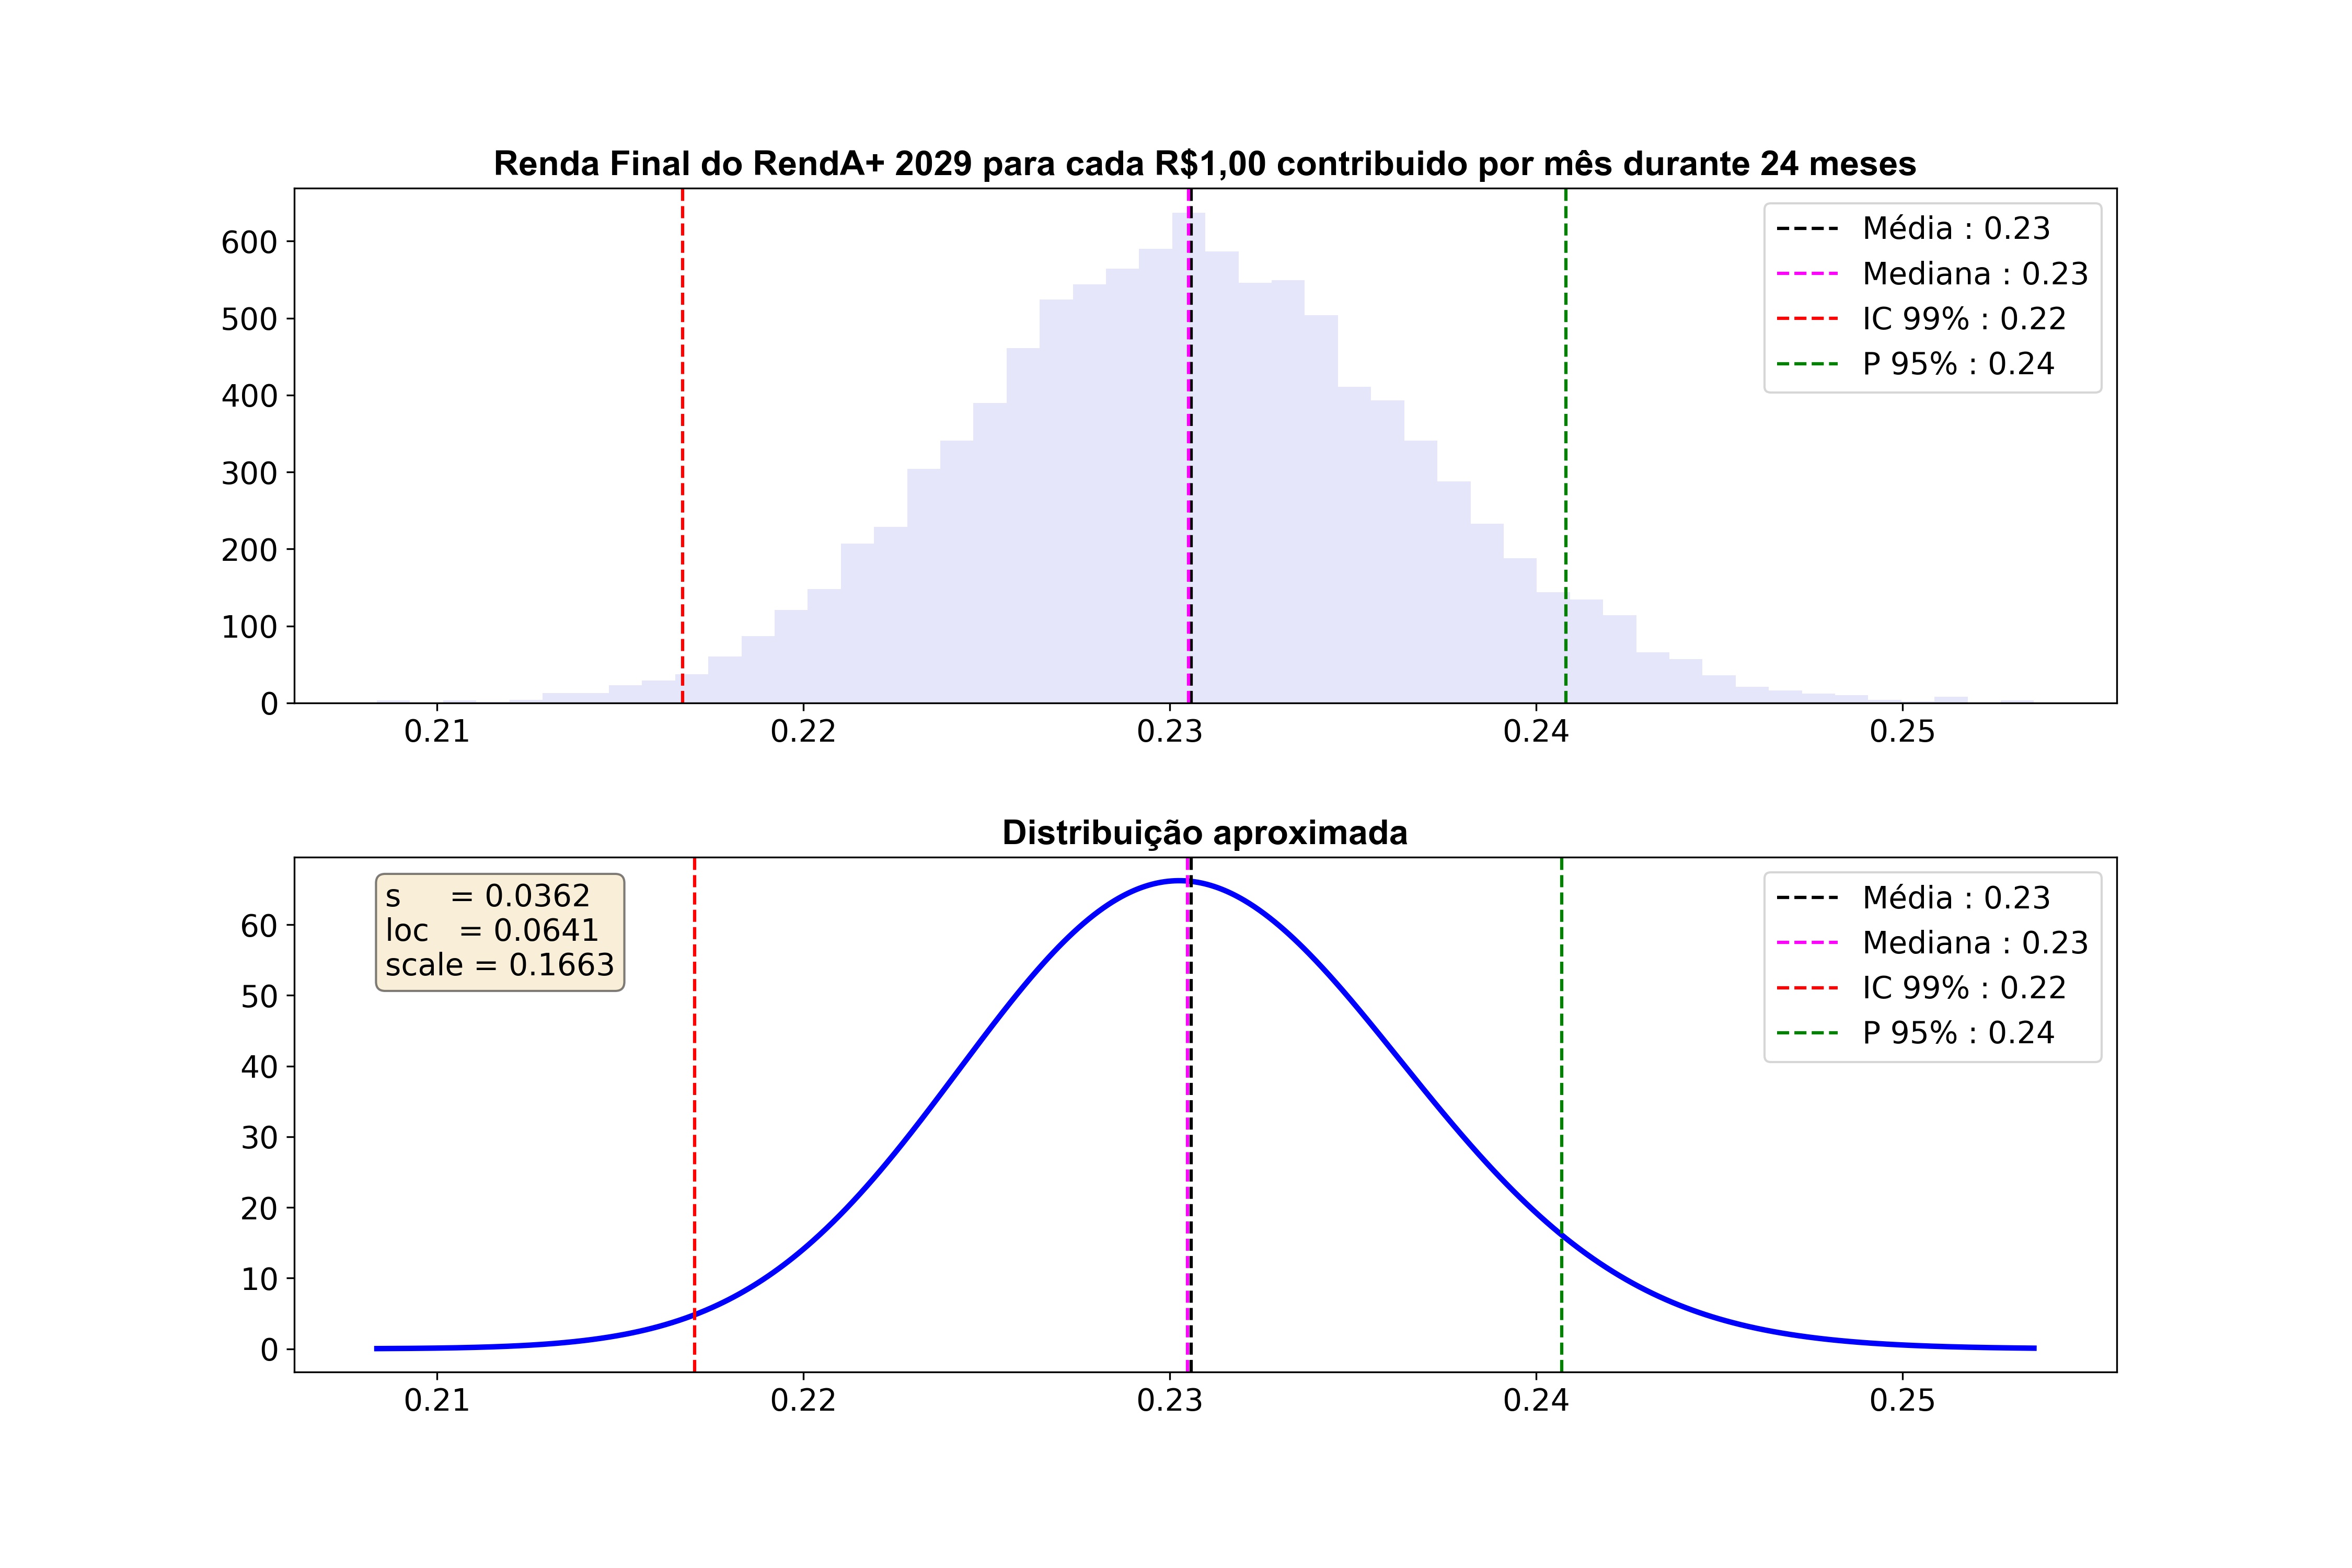 Renda Final do RendA+ 2029 para cada R$1,00 contribuido por mês durante 24 meses
600
500
400
300
200
100
0
Média : 0.23
Mediana : 0.23
IC 99% : 0.22
P 95% : 0.24
0.21 0.22 0.23 0.24 0.25
Distribuição aproximada
60
50
40
30
20
10
0
s = 0.0362
loc = 0.0641
scale = 0.1663
Média : 0.23
Mediana : 0.23
IC 99% : 0.22
P 95% : 0.24
0.21 0.22 0.23 0.24 0.25